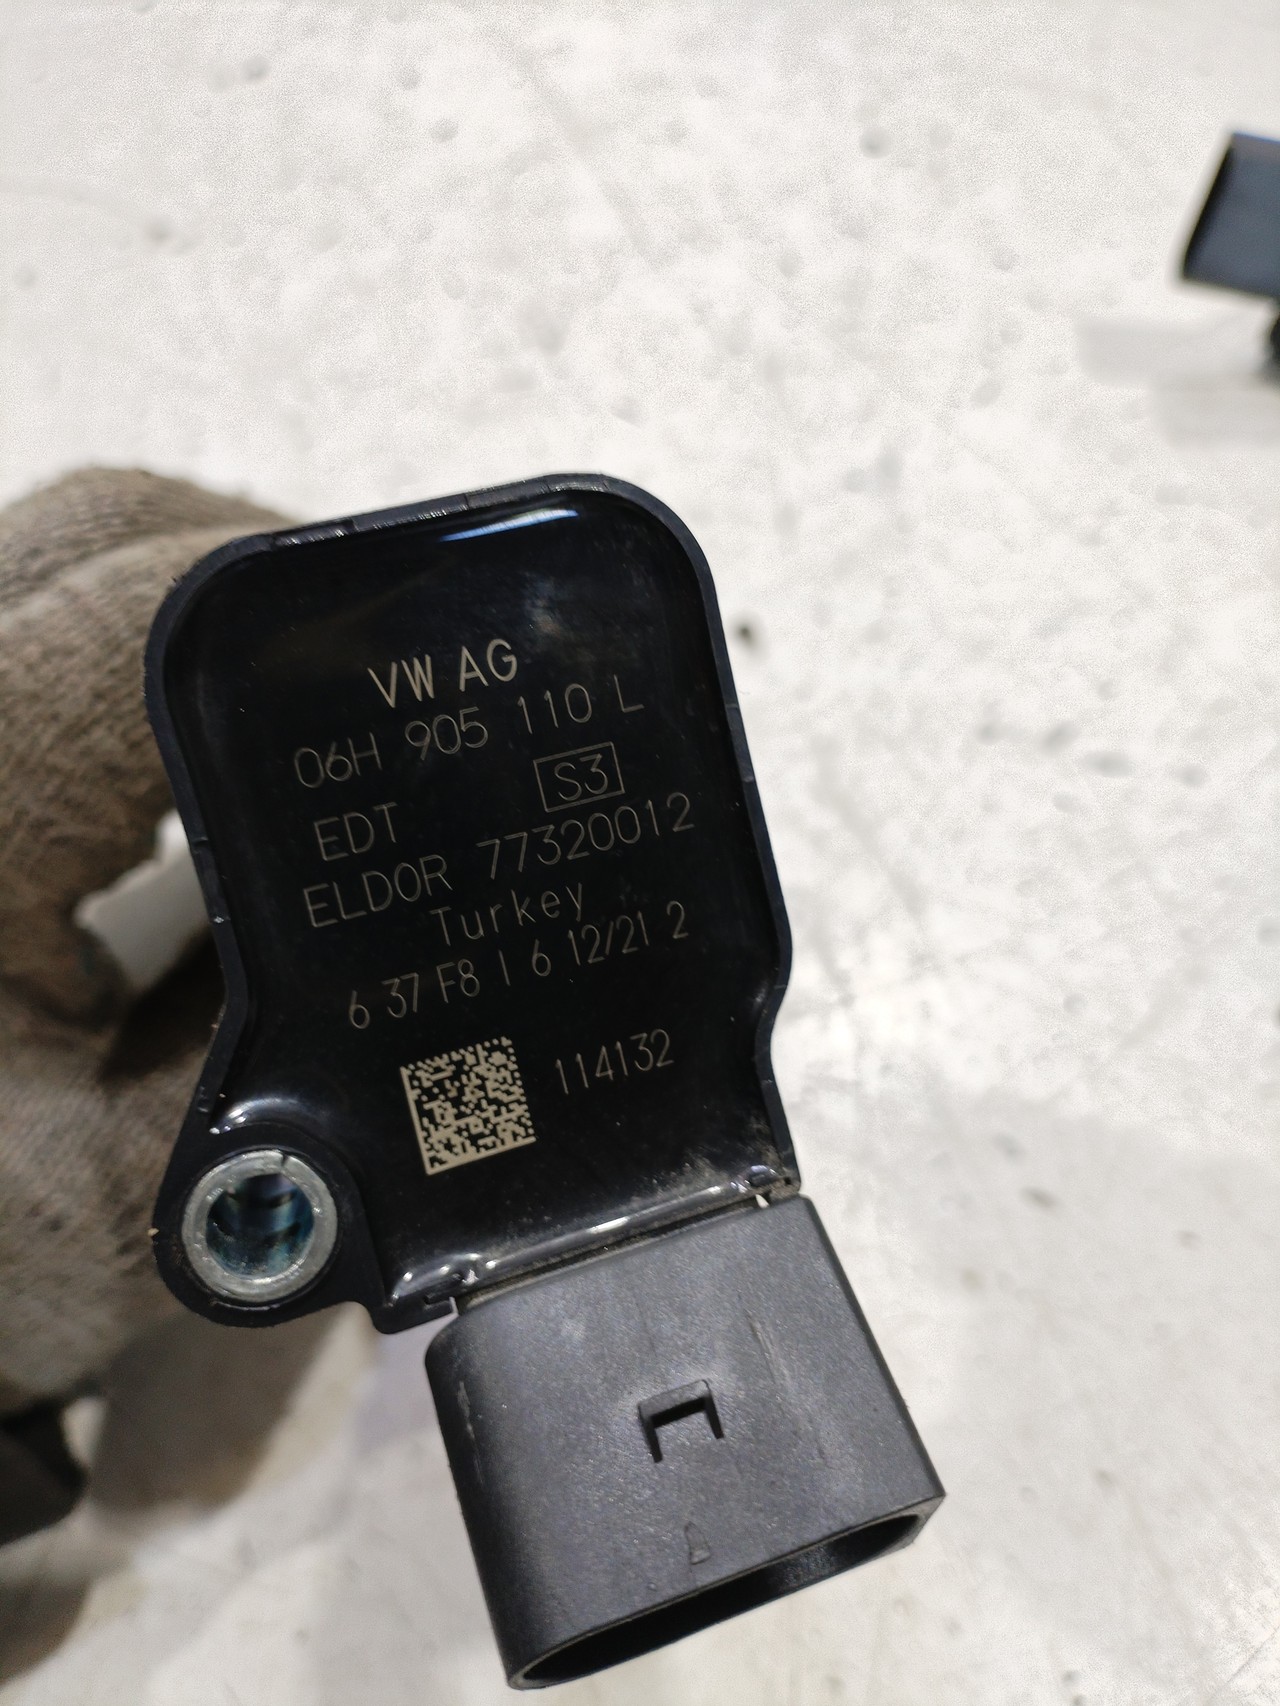 VW AG
06H 905 110 L
EDT S3
ELDOR 77320012
Turkey
6 37 F8 1 6 12/21 2
114132